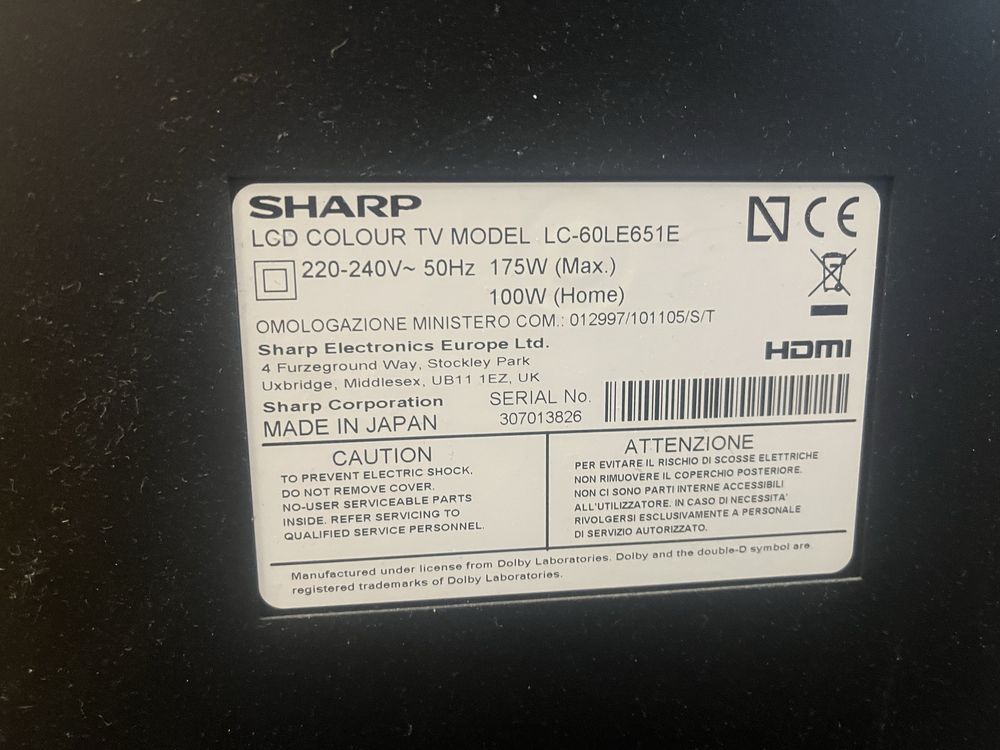 SHARP
LCD COLOUR TV MODEL LC-60LE651E
CE
220-240V~ 50Hz 175W (Max.)
100W (Home)
OMOLOGAZIONE MINISTERO COM.: 012997/101105/S/T
HDMI
Sharp Electronics Europe Ltd.
4 Furzeground Way, Stockley Park
Uxbridge, Middlesex, UB11 1EZ, UK
Sharp Corporation
MADE IN JAPAN
SERIAL No.
307013826
CAUTION
TO PREVENT ELECTRIC SHOCK,
DO NOT REMOVE COVER.
NO-USER SERVICEABLE PARTS
INSIDE. REFER SERVICING TO
QUALIFIED SERVICE PERSONNEL.
ATTENZIONE
PER EVITARE IL RISCHIO DI SCOSSE ELETTRICHE
NON RIMUOVERE IL COPERCHIO POSTERIORE.
NON CI SONO PARTI INTERNE ACCESSIBILI
ALL'UTILIZZATORE. IN CASO DI NECESSITA'
RIVOLGERSI ESCLUSIVAMENTE A PERSONALE
DI SERVIZIO AUTORIZZATO.
Manufactured under license from Dolby Laboratories. Dolby and the double-D symbol are
registered trademarks of Dolby Laboratories.